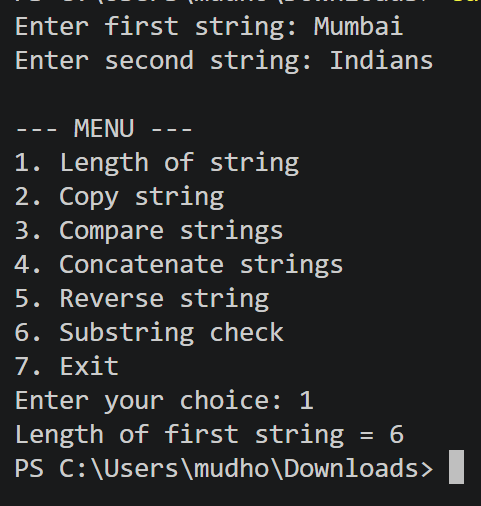 Enter first string: Mumbai
Enter second string: Indians
--- MENU ---
1. Length of string
2. Copy string
3. Compare strings
4. Concatenate strings
5. Reverse string
6. Substring check
7. Exit
Enter your choice: 1
Length of first string = 6
PS C:\Users\mudho\Downloads>